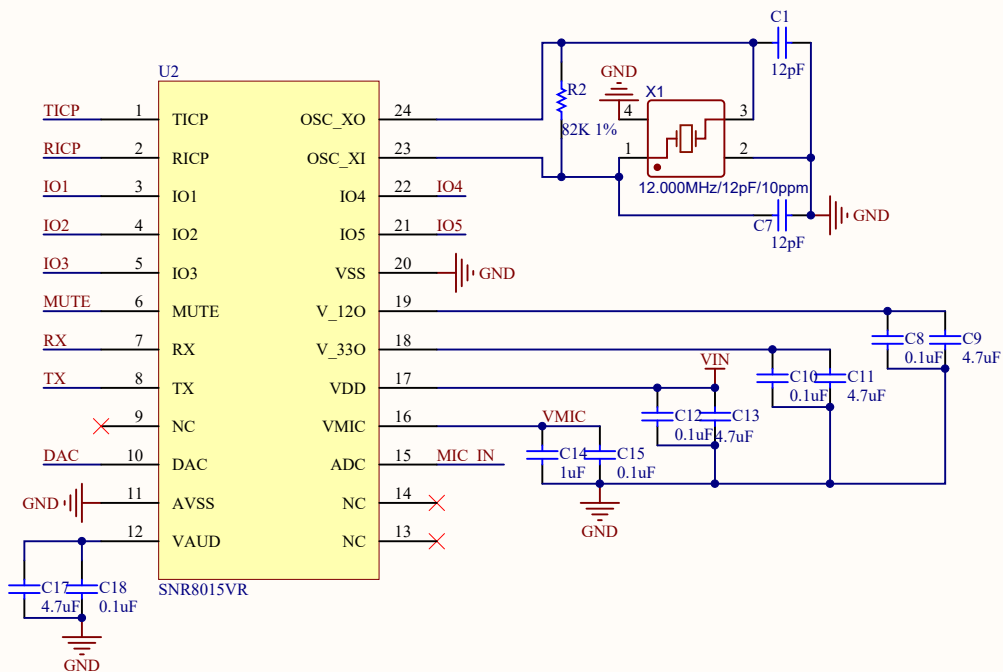 C1
12pF
U2
GND
R2
X1
TICP 1 TICP OSC_XO 24
4 3
82K 1%
RICP 2 RICP OSC_XI 23
1 2
IO1 3 IO1 IO4 22 IO4
12.000MHz/12pF/10ppm
IO2 4 IO2 IO5 21 IO5
GND
C7
12pF
IO3 5 IO3 VSS 20 GND
MUTE 6 MUTE V_12O 19
C8 C9
0.1uF 4.7uF
RX 7 RX V_33O 18
VIN
C10 C11
0.1uF 4.7uF
TX 8 TX VDD 17
C12 C13
0.1uF 4.7uF
9 NC VMIC 16 VMIC
C14 C15
1uF 0.1uF
DAC 10 DAC ADC 15 MIC_IN
GND 11 AVSS NC 14
GND
12 VAUD NC 13
C17 C18
4.7uF 0.1uF
SNR8015VR
GND